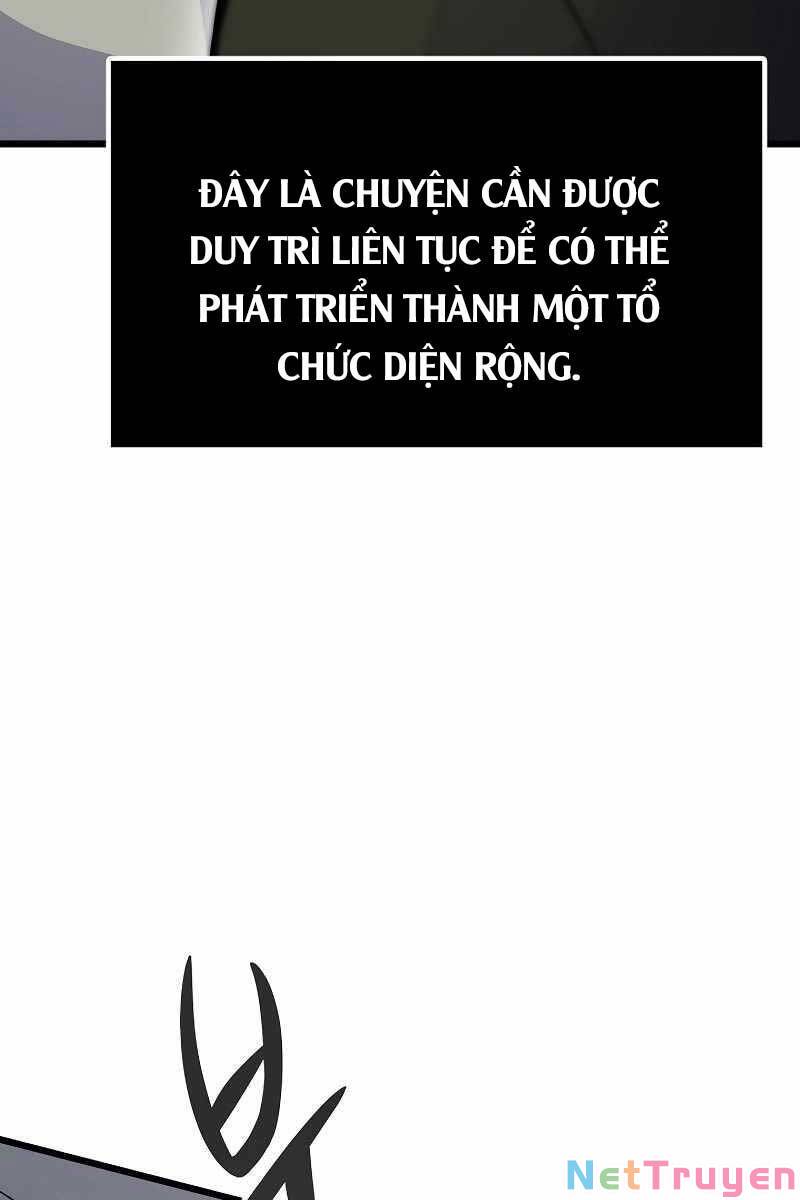 ĐÂY LÀ CHUYỆN CẦN ĐƯỢC
DUY TRÌ LIÊN TỤC ĐỂ CÓ THỂ
PHÁT TRIỂN THÀNH MỘT TỔ
CHỨC DIỆN RỘNG.
NetTruyen